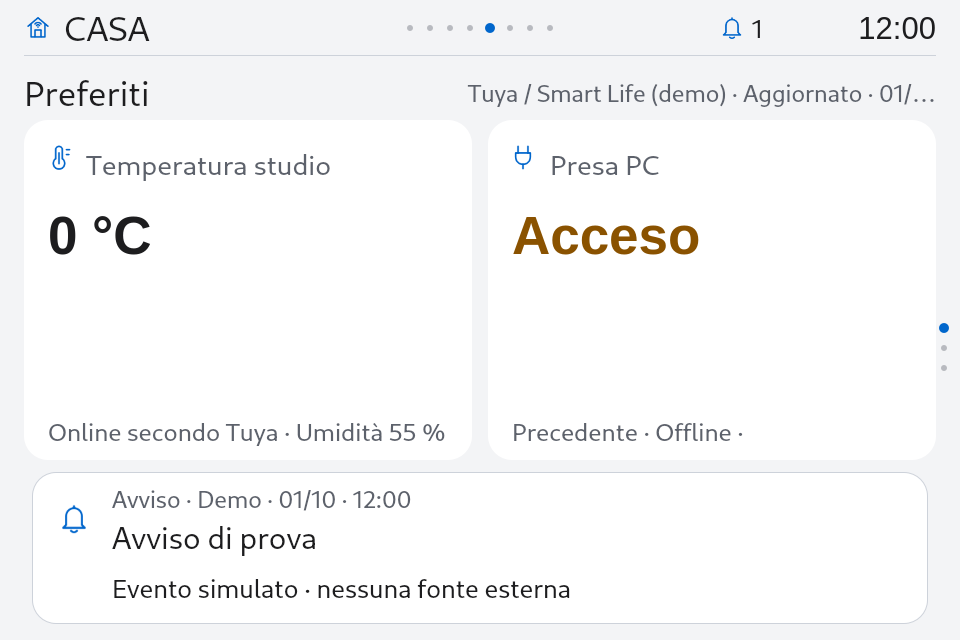 CASA
1
12:00
Preferiti
Tuya / Smart Life (demo) · Aggiornato · 01/…
Temperatura studio
0 °C
Online secondo Tuya · Umidità 55 %
Presa PC
Acceso
Precedente · Offline ·
Avviso · Demo · 01/10 · 12:00
Avviso di prova
Evento simulato · nessuna fonte esterna